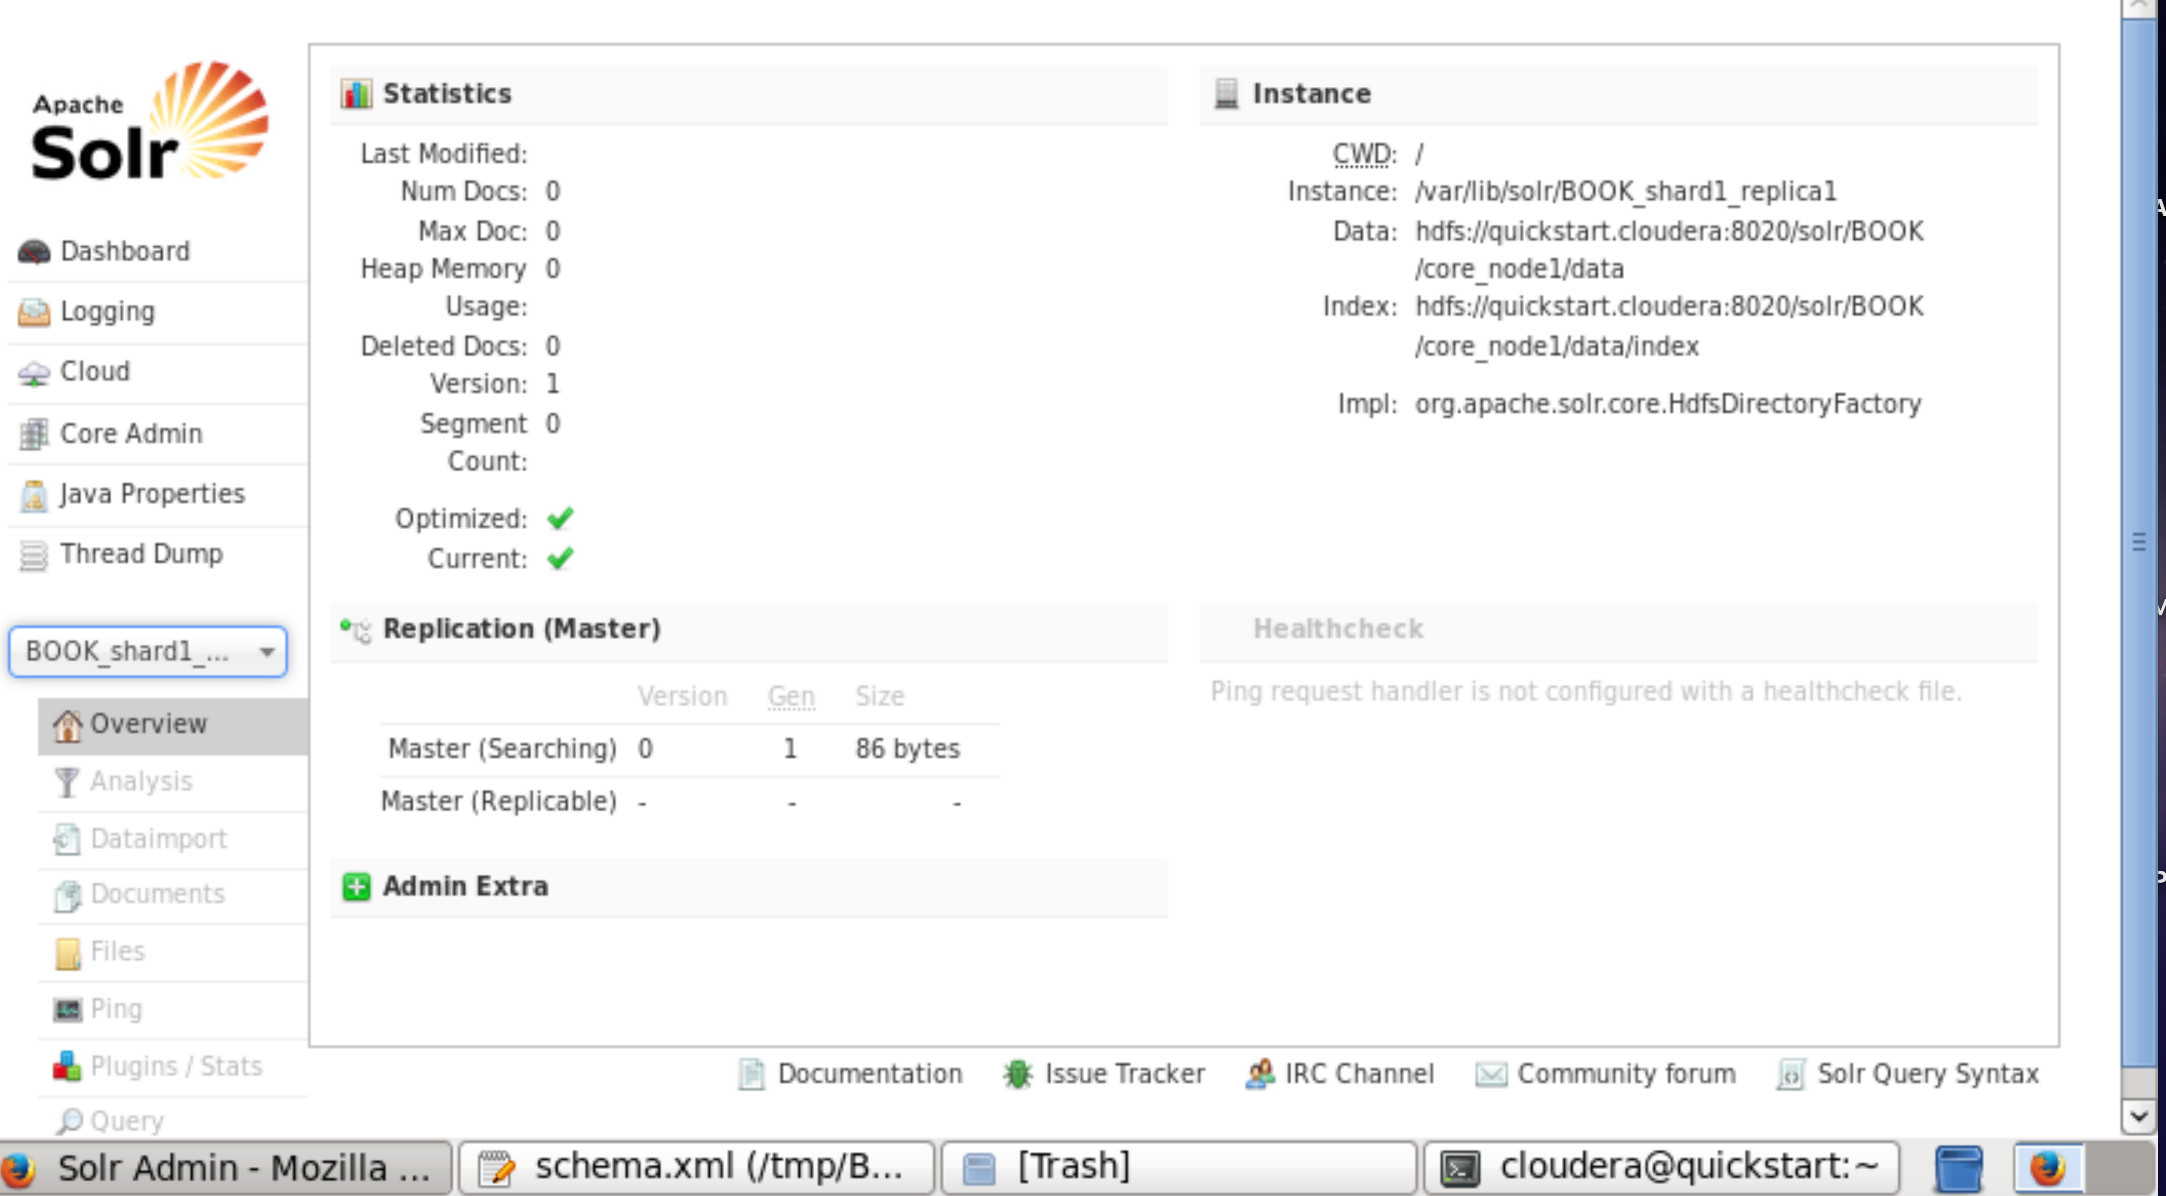 Apache
Solr
Dashboard
Logging
Cloud
Core Admin
Java Properties
Thread Dump
BOOK_shard1_...
Overview
Analysis
Dataimport
Documents
Files
Ping
Plugins / Stats
Query
Statistics
Last Modified:
Num Docs: 0
Max Doc: 0
Heap Memory 0
Usage:
Deleted Docs: 0
Version: 1
Segment 0
Count:
Optimized:
Current:
Instance
CWD: /
Instance: /var/lib/solr/BOOK_shard1_replica1
Data: hdfs://quickstart.cloudera:8020/solr/BOOK
/core_node1/data
Index: hdfs://quickstart.cloudera:8020/solr/BOOK
/core_node1/data/index
Impl: org.apache.solr.core.HdfsDirectoryFactory
Replication (Master)
Version Gen Size
Master (Searching) 0 1 86 bytes
Master (Replicable) - - -
Healthcheck
Ping request handler is not configured with a healthcheck file.
Admin Extra
Documentation Issue Tracker IRC Channel Community forum Solr Query Syntax
Solr Admin - Mozilla ... schema.xml (/tmp/B... [Trash] cloudera@quickstart:~